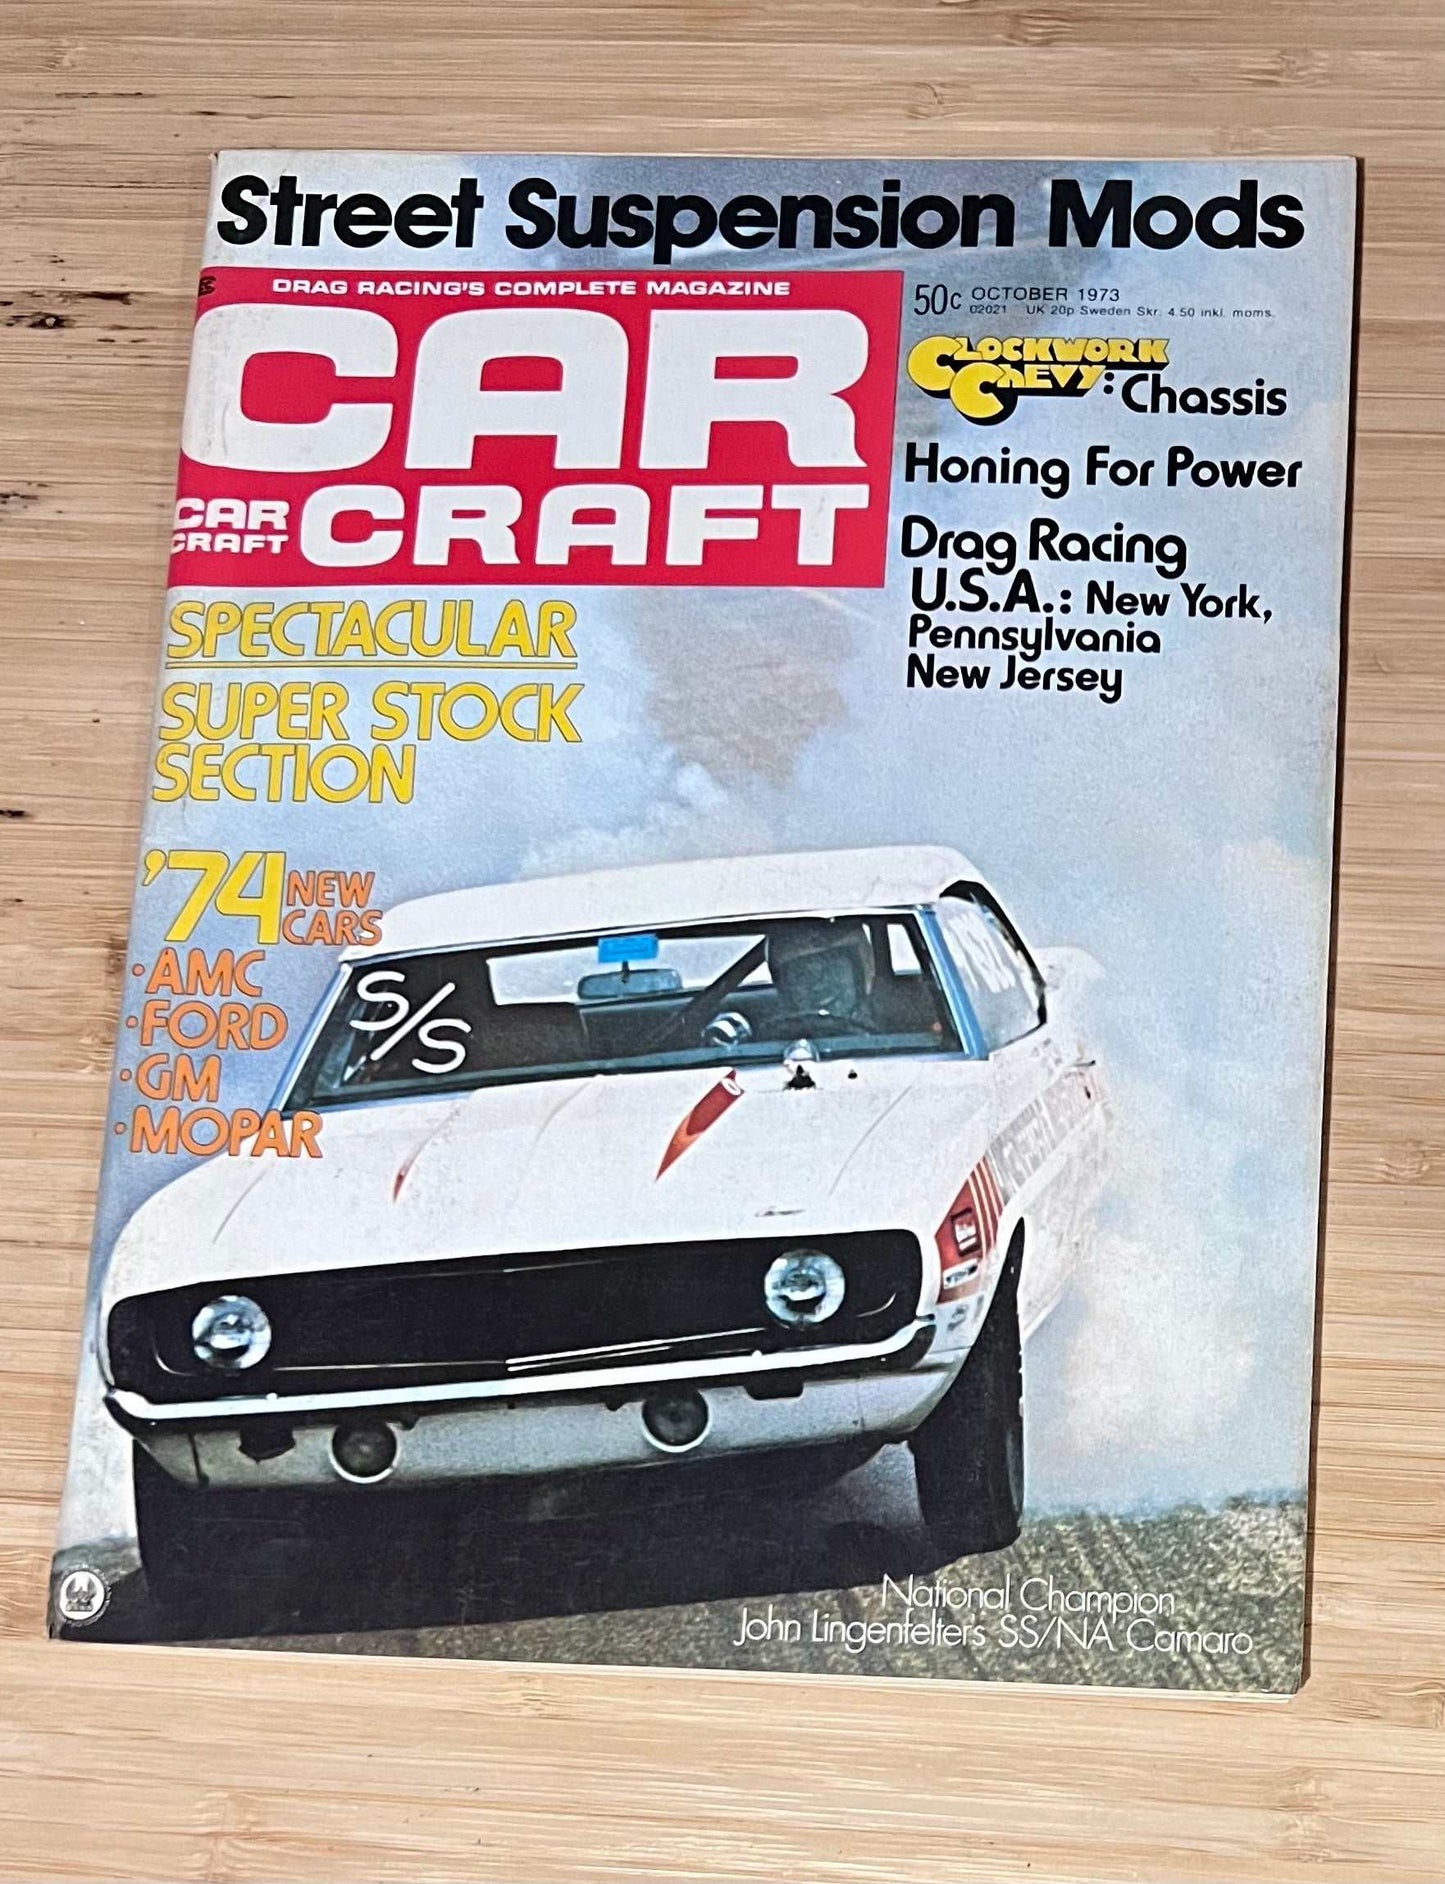 Street Suspension Mods
DRAG RACING'S COMPLETE MAGAZINE
CAR
CRAFT
CAR
CRAFT
50c OCTOBER 1973
02021 UK 20p Sweden Skr. 4.50 inkl. moms.
CLOCKWORK
CHEVY: Chassis
Honing For Power
Drag Racing
U.S.A.: New York,
Pennsylvania
New Jersey
SPECTACULAR
SUPER STOCK
SECTION
'74 NEW
CARS
•AMC
•FORD
•GM
•MOPAR
S/S
National Champion
John Lingenfelter's SS/NA Camaro